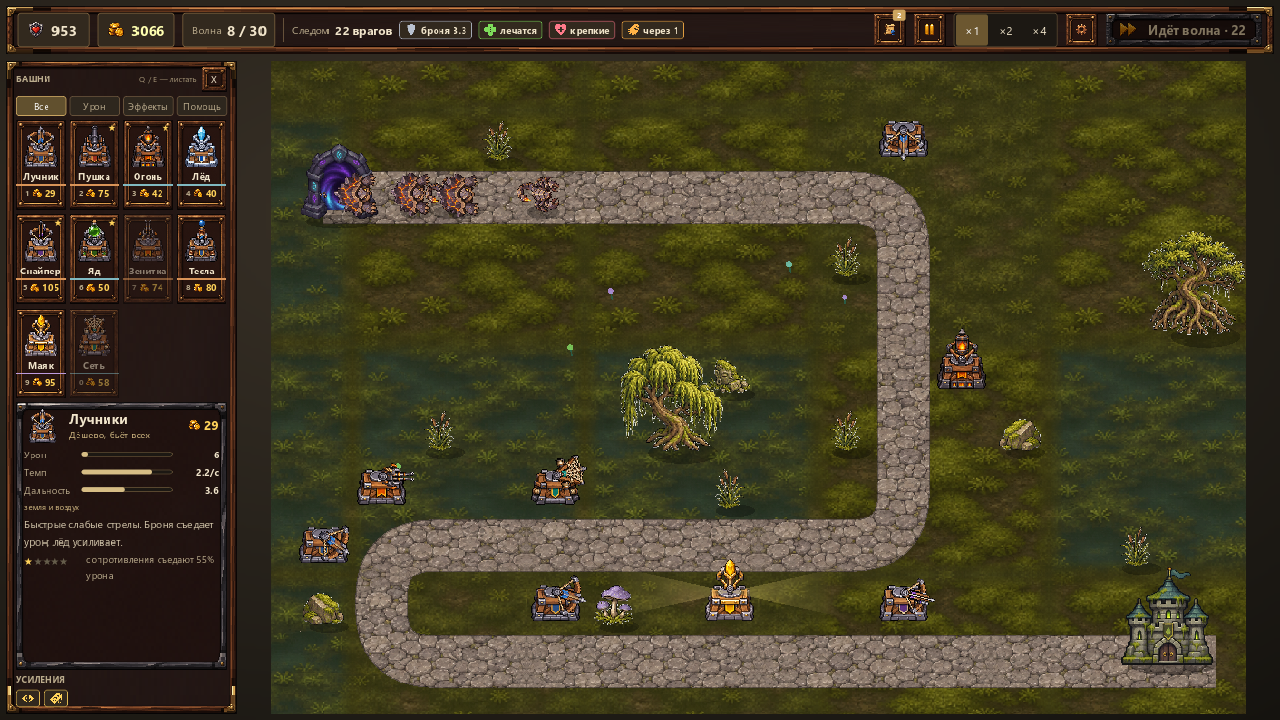 953
3066
Волна 8 / 30
Следом 22 врагов
броня 3.3
лечатся
крепкие
через 1
2
×1
×2
×4
Идёт волна · 22
БАШНИ
Q / E — листать
X
Все
Урон
Эффекты
Помощь
Лучник
1 29
Пушка
2 75
Огонь
3 42
Лёд
4 40
Снайпер
5 105
Яд
6 50
Зенитка
7 74
Тесла
8 80
Маяк
9 95
Сеть
0 58
Лучники
29
Дёшево, бьёт всех
Урон 6
Темп 2.2/с
Дальность 3.6
земля и воздух
Быстрые слабые стрелы. Броня съедает
урон, лёд усиливает.
сопротивления съедают 55%
урона
УСИЛЕНИЯ